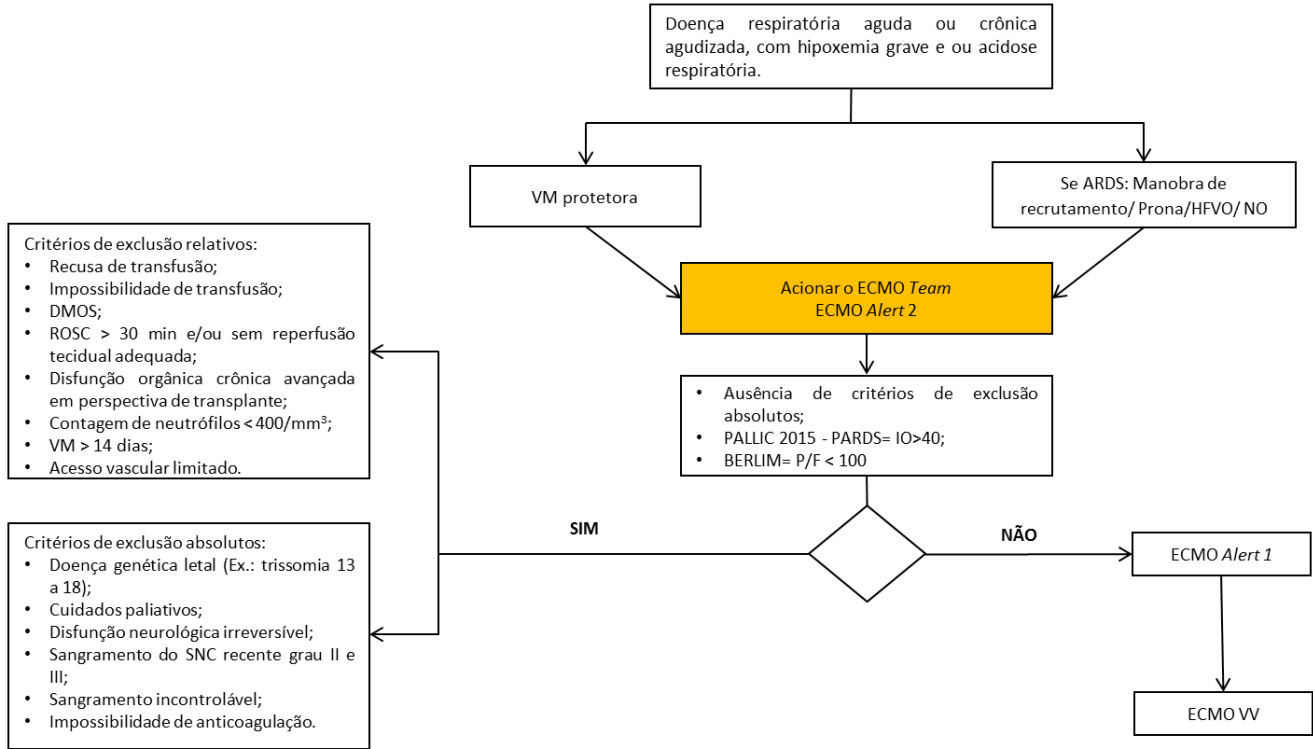 Doença respiratória aguda ou crônica
agudizada, com hipoxemia grave e ou acidose
respiratória.
VM protetora
Se ARDS: Manobra de
recrutamento/ Prona/HFVO/ NO
Acionar o ECMO Team
ECMO Alert 2
• Ausência de critérios de exclusão
absolutos;
• PALLIC 2015 - PARDS= IO>40;
• BERLIM= P/F < 100
Critérios de exclusão relativos:
• Recusa de transfusão;
• Impossibilidade de transfusão;
• DMOS;
• ROSC > 30 min e/ou sem reperfusão
tecidual adequada;
• Disfunção orgânica crônica avançada
em perspectiva de transplante;
• Contagem de neutrófilos < 400/mm³;
• VM > 14 dias;
• Acesso vascular limitado.
SIM
NÃO
Critérios de exclusão absolutos:
• Doença genética letal (Ex.: trissomia 13
a 18);
• Cuidados paliativos;
• Disfunção neurológica irreversível;
• Sangramento do SNC recente grau II e
III;
• Sangramento incontrolável;
• Impossibilidade de anticoagulação.
ECMO Alert 1
ECMO VV